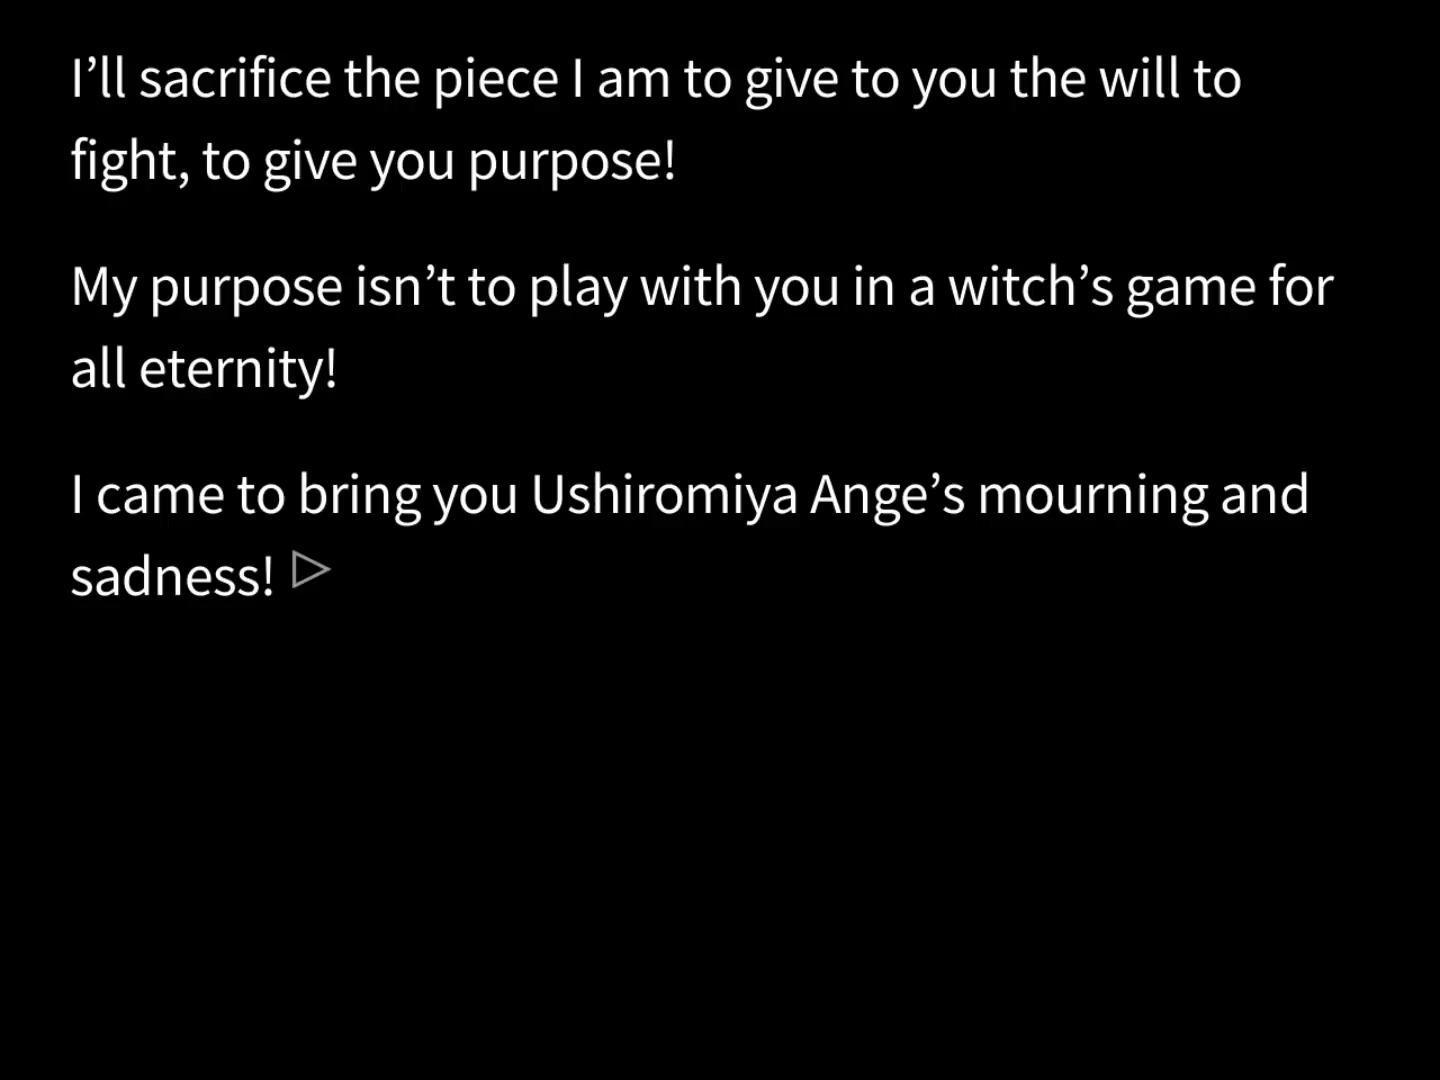 I’ll sacrifice the piece I am to give to you the will to
fight, to give you purpose!
My purpose isn’t to play with you in a witch’s game for
all eternity!
I came to bring you Ushiromiya Ange’s mourning and
sadness!